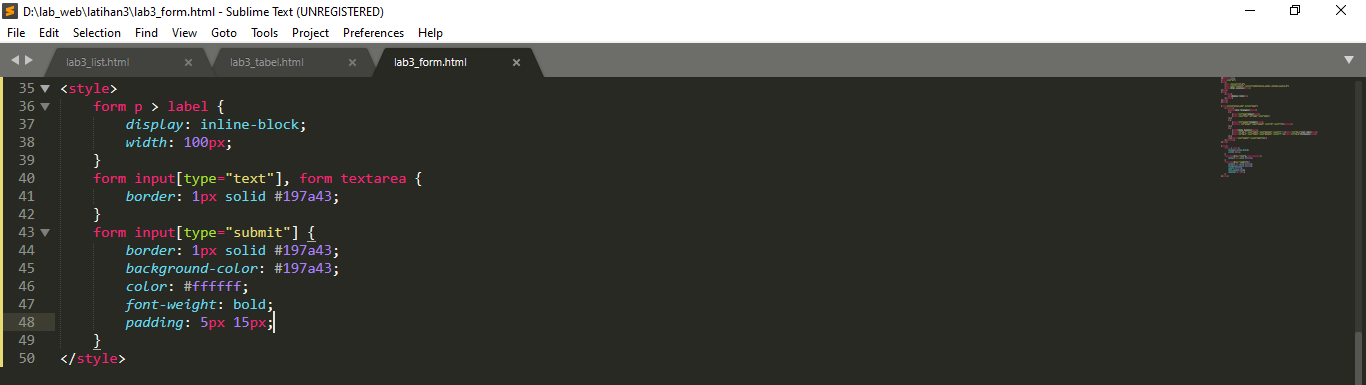 D:\lab_web\latihan3\lab3_form.html - Sublime Text (UNREGISTERED)
File Edit Selection Find View Goto Tools Project Preferences Help
lab3_list.html × lab3_tabel.html × lab3_form.html ×
35 <style>
36     form p > label {
37         display: inline-block;
38         width: 100px;
39     }
40     form input[type="text"], form textarea {
41         border: 1px solid #197a43;
42     }
43     form input[type="submit"] {
44         border: 1px solid #197a43;
45         background-color: #197a43;
46         color: #ffffff;
47         font-weight: bold;
48         padding: 5px 15px;
49     }
50 </style>